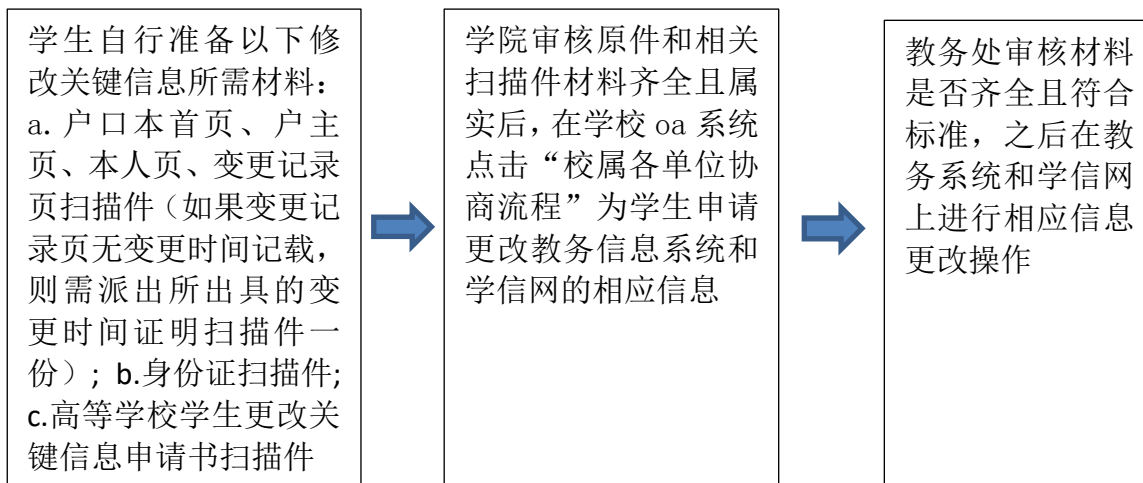 学生自行准备以下修
改关键信息所需材料：
a. 户口本首页、户主
页、本人页、变更记录
页扫描件（如果变更记
录页无变更时间记载，
则需派出所出具的变
更时间证明扫描件一
份）; b.身份证扫描件;
c.高等学校学生更改关
键信息申请书扫描件
学院审核原件和相关
扫描件材料齐全且属
实后，在学校 oa 系统
点击“校属各单位协
商流程”为学生申请
更改教务信息系统和
学信网的相应信息
教务处审核材料
是否齐全且符合
标准，之后在教
务系统和学信网
上进行相应信息
更改操作